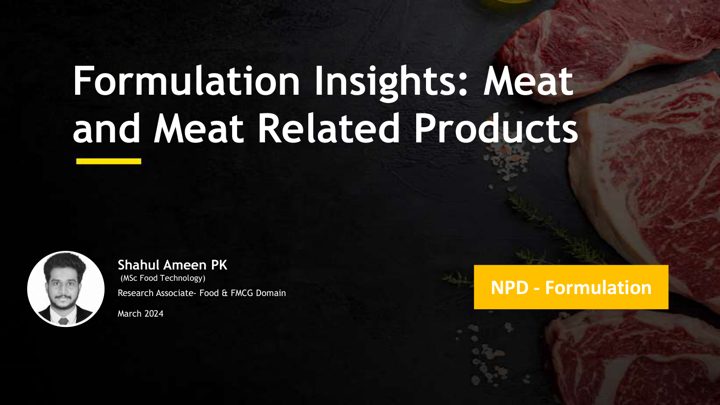 Formulation Insights: Meat
and Meat Related Products
Shahul Ameen PK
(MSc Food Technology)
Research Associate- Food & FMCG Domain
March 2024
NPD - Formulation